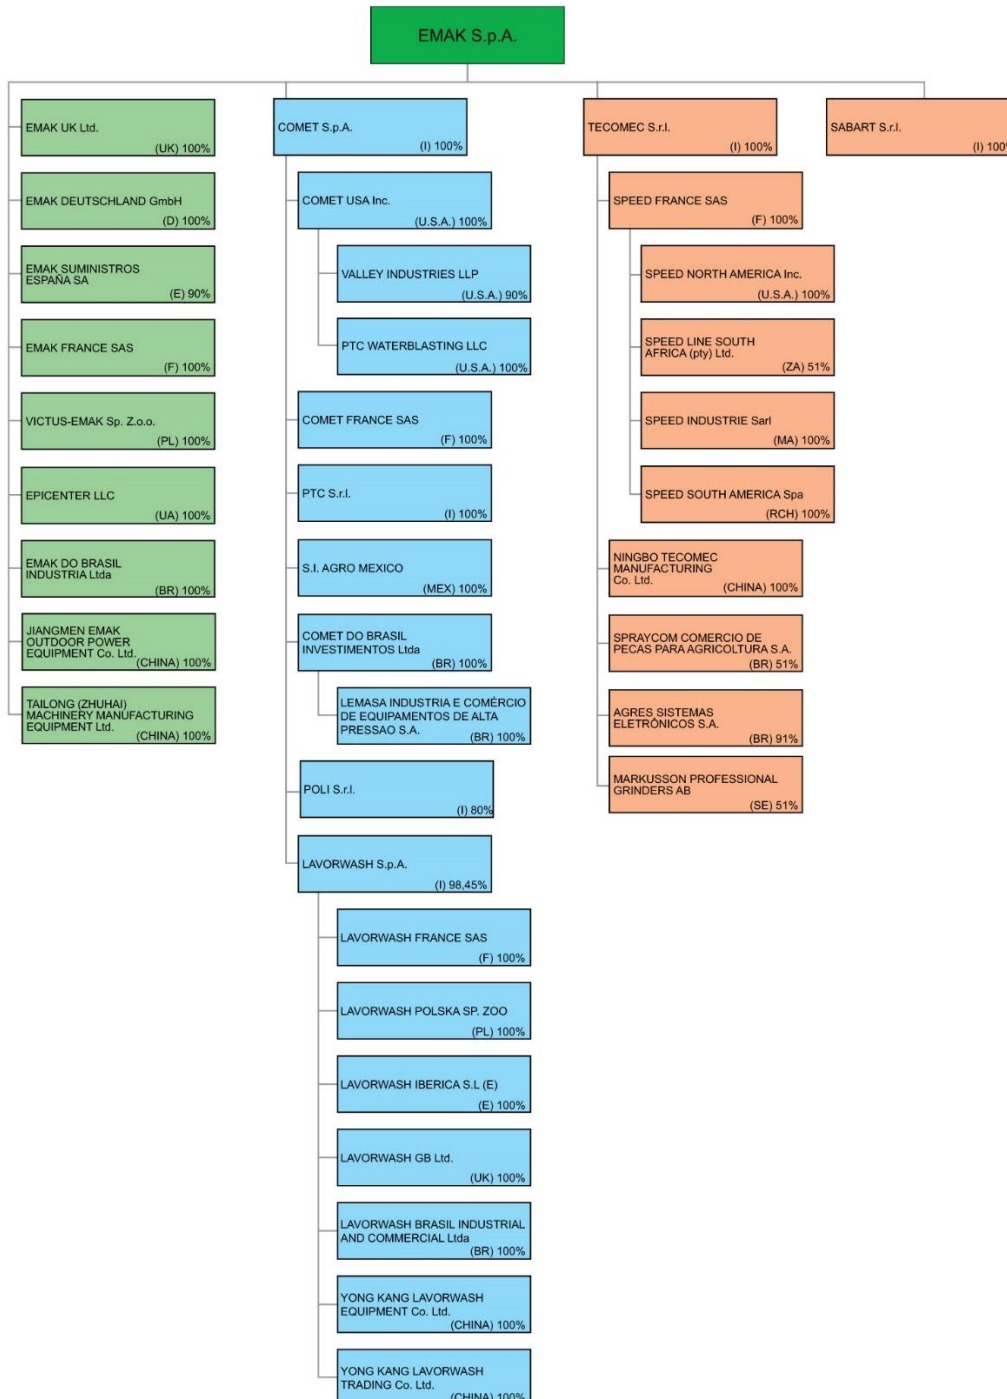 EMAK S.p.A.
EMAK UK Ltd.
(UK) 100%
EMAK DEUTSCHLAND GmbH
(D) 100%
EMAK SUMINISTROS
ESPAÑA SA
(E) 90%
EMAK FRANCE SAS
(F) 100%
VICTUS-EMAK Sp. Z.o.o.
(PL) 100%
EPICENTER LLC
(UA) 100%
EMAK DO BRASIL
INDUSTRIA Ltda
(BR) 100%
JIANGMEN EMAK
OUTDOOR POWER
EQUIPMENT Co. Ltd.
(CHINA) 100%
TAILONG (ZHUHAI)
MACHINERY MANUFACTURING
EQUIPMENT Ltd.
(CHINA) 100%
COMET S.p.A.
(I) 100%
COMET USA Inc.
(U.S.A.) 100%
VALLEY INDUSTRIES LLP
(U.S.A.) 90%
PTC WATERBLASTING LLC
(U.S.A.) 100%
COMET FRANCE SAS
(F) 100%
PTC S.r.l.
(I) 100%
S.I. AGRO MEXICO
(MEX) 100%
COMET DO BRASIL
INVESTIMENTOS Ltda
(BR) 100%
LEMASA INDUSTRIA E COMÉRCIO
DE EQUIPAMENTOS DE ALTA
PRESSAO S.A.
(BR) 100%
POLI S.r.l.
(I) 80%
LAVORWASH S.p.A.
(I) 98,45%
LAVORWASH FRANCE SAS
(F) 100%
LAVORWASH POLSKA SP. ZOO
(PL) 100%
LAVORWASH IBERICA S.L (E)
(E) 100%
LAVORWASH GB Ltd.
(UK) 100%
LAVORWASH BRASIL INDUSTRIAL
AND COMMERCIAL Ltda
(BR) 100%
YONG KANG LAVORWASH
EQUIPMENT Co. Ltd.
(CHINA) 100%
YONG KANG LAVORWASH
TRADING Co. Ltd.
(CHINA) 100%
TECOMEC S.r.l.
(I) 100%
SPEED FRANCE SAS
(F) 100%
SPEED NORTH AMERICA Inc.
(U.S.A.) 100%
SPEED LINE SOUTH
AFRICA (pty) Ltd.
(ZA) 51%
SPEED INDUSTRIE Sarl
(MA) 100%
SPEED SOUTH AMERICA Spa
(RCH) 100%
NINGBO TECOMEC
MANUFACTURING
Co. Ltd.
(CHINA) 100%
SPRAYCOM COMERCIO DE
PECAS PARA AGRICOLTURA S.A.
(BR) 51%
AGRES SISTEMAS
ELETRÔNICOS S.A.
(BR) 91%
MARKUSSON PROFESSIONAL
GRINDERS AB
(SE) 51%
SABART S.r.l.
(I) 100%